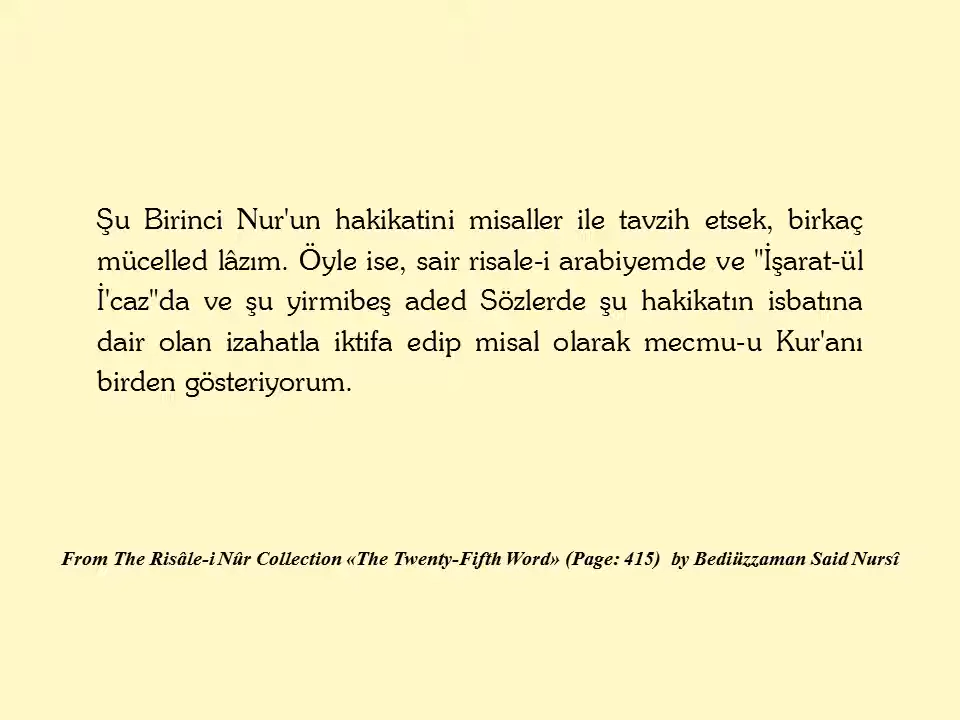 Şu Birinci Nur'un hakikatini misaller ile tavzih etsek, birkaç
mücelled lâzım. Öyle ise, sair risale-i arabiyemde ve "İşarat-ül
İ'caz"da ve şu yirmibeş aded Sözlerde şu hakikatın isbatına
dair olan izahatla iktifa edip misal olarak mecmu-u Kur'anı
birden gösteriyorum.
From The Risâle-i Nûr Collection «The Twenty-Fifth Word» (Page: 415) by Bediüzzaman Said Nursî